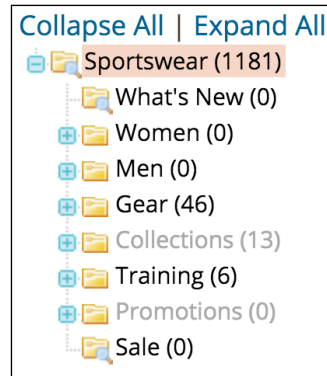 Collapse All | Expand All
Sportswear (1181)
What's New (0)
Women (0)
Men (0)
Gear (46)
Collections (13)
Training (6)
Promotions (0)
Sale (0)